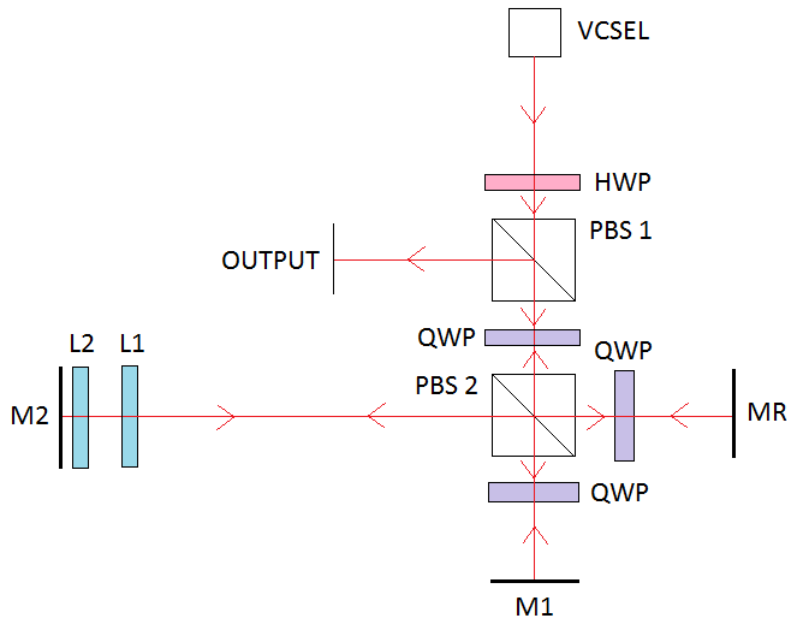 VCSEL
HWP
PBS 1
OUTPUT
QWP
QWP
L2 L1
PBS 2
M2
MR
QWP
M1